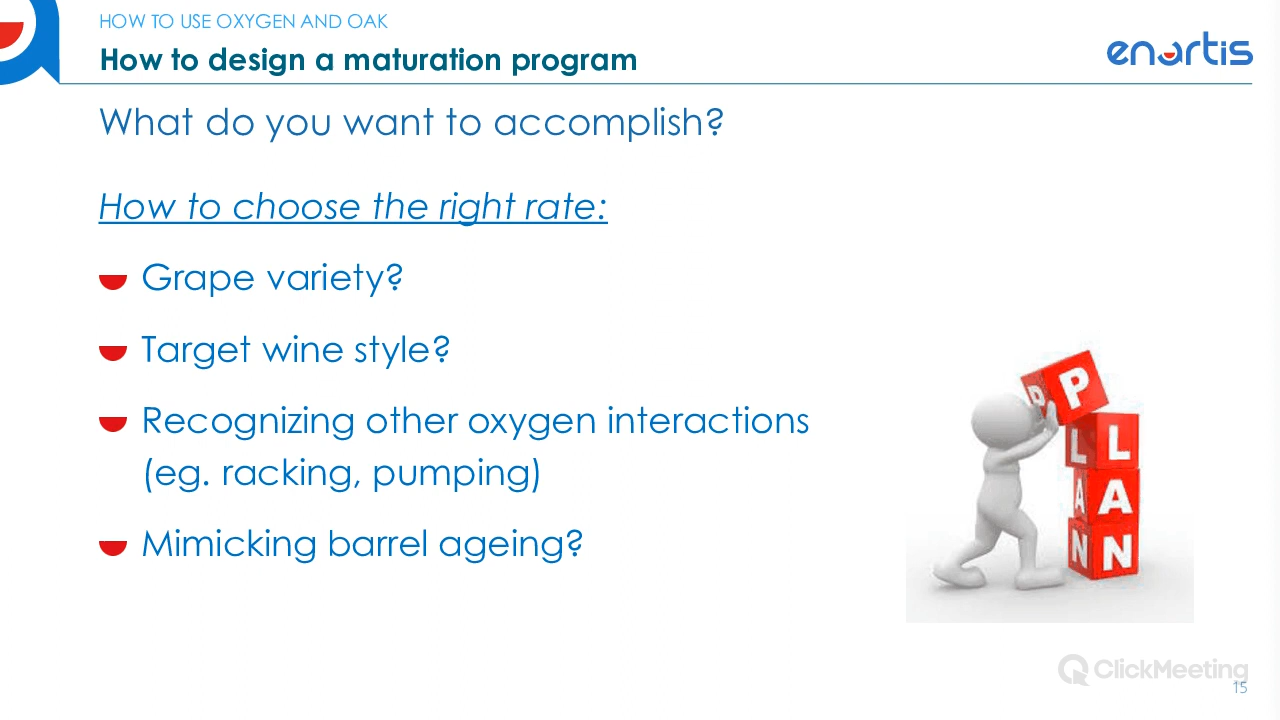 HOW TO USE OXYGEN AND OAK
How to design a maturation program
enartis
What do you want to accomplish?
How to choose the right rate:
Grape variety?
Target wine style?
Recognizing other oxygen interactions
(eg. racking, pumping)
Mimicking barrel ageing?
P
P
L
L
A
A
N
N
ClickMeeting
15